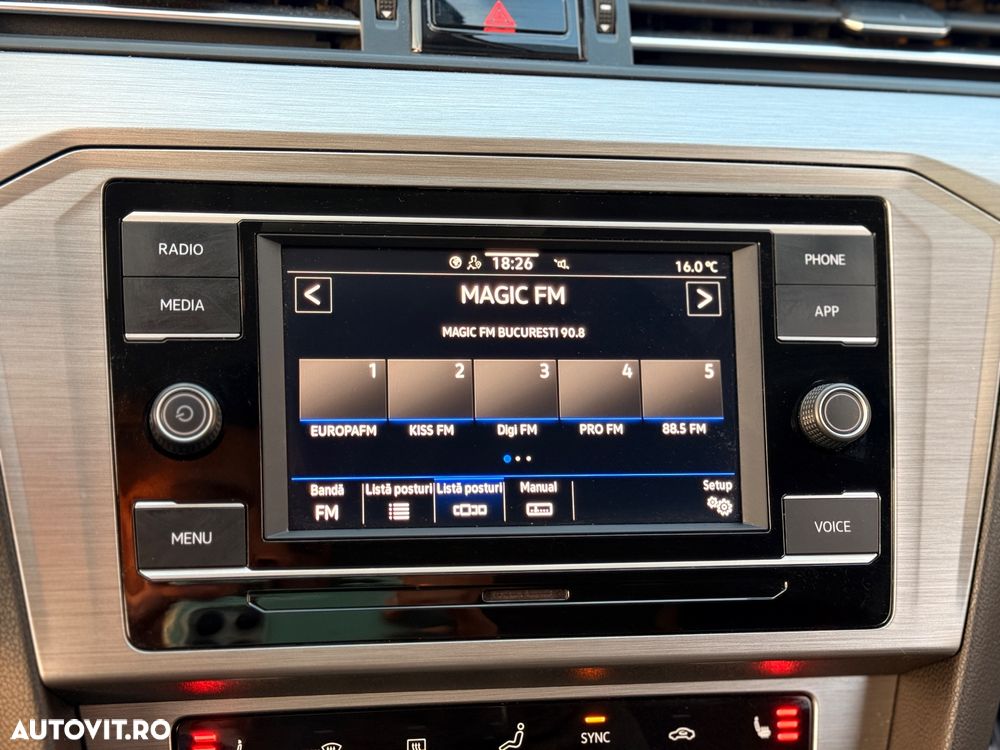 18:26
16.0 °C
RADIO
MEDIA
PHONE
APP
<
MAGIC FM
>
MAGIC FM BUCURESTI 90.8
1 2 3 4 5
EUROPAFM KISS FM Digi FM PRO FM 88.5 FM
Bandă Listă posturi Listă posturi Manual Setup
FM
MENU
VOICE
SYNC
AUTOVIT.RO